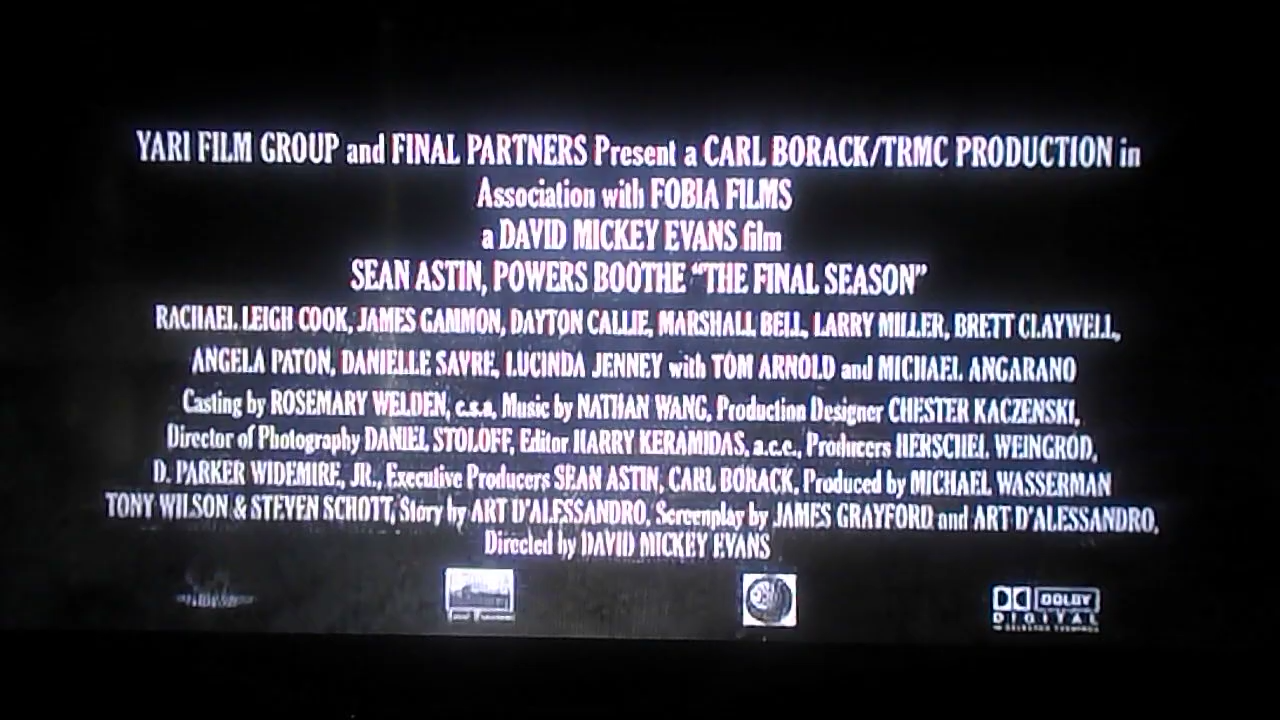 YARI FILM GROUP and FINAL PARTNERS Present a CARL BORACK/TRMC PRODUCTION in
Association with FOBIA FILMS
a DAVID MICKEY EVANS film
SEAN ASTIN, POWERS BOOTHE “THE FINAL SEASON”
RACHAEL LEIGH COOK, JAMES GAMMON, DAYTON CALLIE, MARSHALL BELL, LARRY MILLER, BRETT CLAYWELL,
ANGELA PATON, DANIELLE SAVRE, LUCINDA JENNEY with TOM ARNOLD and MICHAEL ANGARANO
Casting by ROSEMARY WELDEN, c.s.a, Music by NATHAN WANG, Production Designer CHESTER KACZENSKI,
Director of Photography DANIEL STOLOFF, Editor HARRY KERAMIDAS, a.c.e., Producers HERSCHEL WEINGROD,
D. PARKER WIDEMIRE, JR., Executive Producers SEAN ASTIN, CARL BORACK, Produced by MICHAEL WASSERMAN
TONY WILSON & STEVEN SCHOTT, Story by ART D'ALESSANDRO, Screenplay by JAMES GRAYFORD and ART D'ALESSANDRO,
Directed by DAVID MICKEY EVANS
DOLBY
DIGITAL
IN SELECTED THEATRES